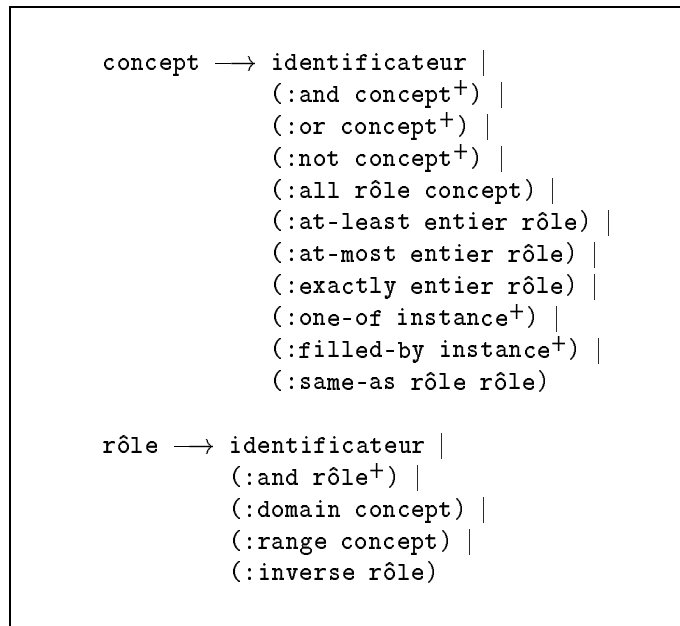 concept ⟶ identificateur |
(:and concept⁺) |
(:or concept⁺) |
(:not concept⁺) |
(:all rôle concept) |
(:at-least entier rôle) |
(:at-most entier rôle) |
(:exactly entier rôle) |
(:one-of instance⁺) |
(:filled-by instance⁺) |
(:same-as rôle rôle)
rôle ⟶ identificateur |
(:and rôle⁺) |
(:domain concept) |
(:range concept) |
(:inverse rôle)